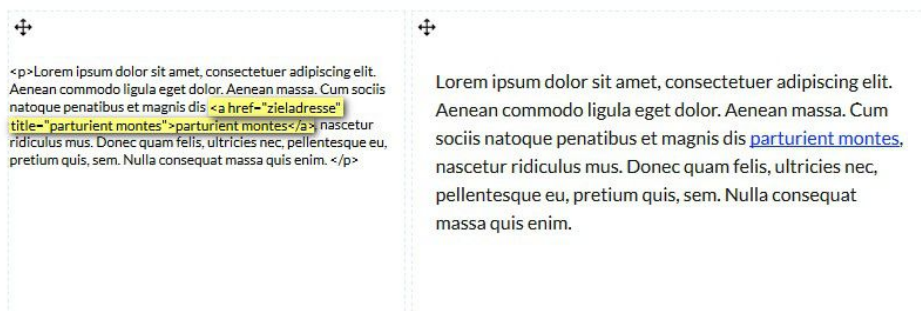 <p>Lorem ipsum dolor sit amet, consectetuer adipiscing elit.
Aenean commodo ligula eget dolor. Aenean massa. Cum sociis
natoque penatibus et magnis dis <a href="zieladresse"
title="parturient montes">parturient montes</a>, nascetur
ridiculus mus. Donec quam felis, ultricies nec, pellentesque eu,
pretium quis, sem. Nulla consequat massa quis enim. </p>
Lorem ipsum dolor sit amet, consectetuer adipiscing elit.
Aenean commodo ligula eget dolor. Aenean massa. Cum
sociis natoque penatibus et magnis dis parturient montes,
nascetur ridiculus mus. Donec quam felis, ultricies nec,
pellentesque eu, pretium quis, sem. Nulla consequat
massa quis enim.